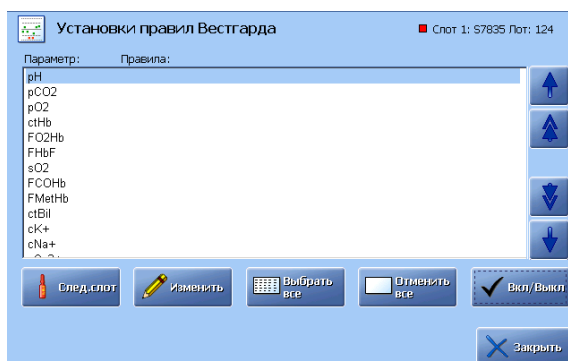 Установки правил Вестгарда
Слот 1: S7835 Лот: 124
Параметр: Правила:
pH
pCO2
pO2
ctHb
FO2Hb
FHbF
sO2
FCOHb
FMetHb
ctBil
cK+
cNa+
След.слот
Изменить
Выбрать
все
Отменить
все
Вкл/Выкл
Закрыть